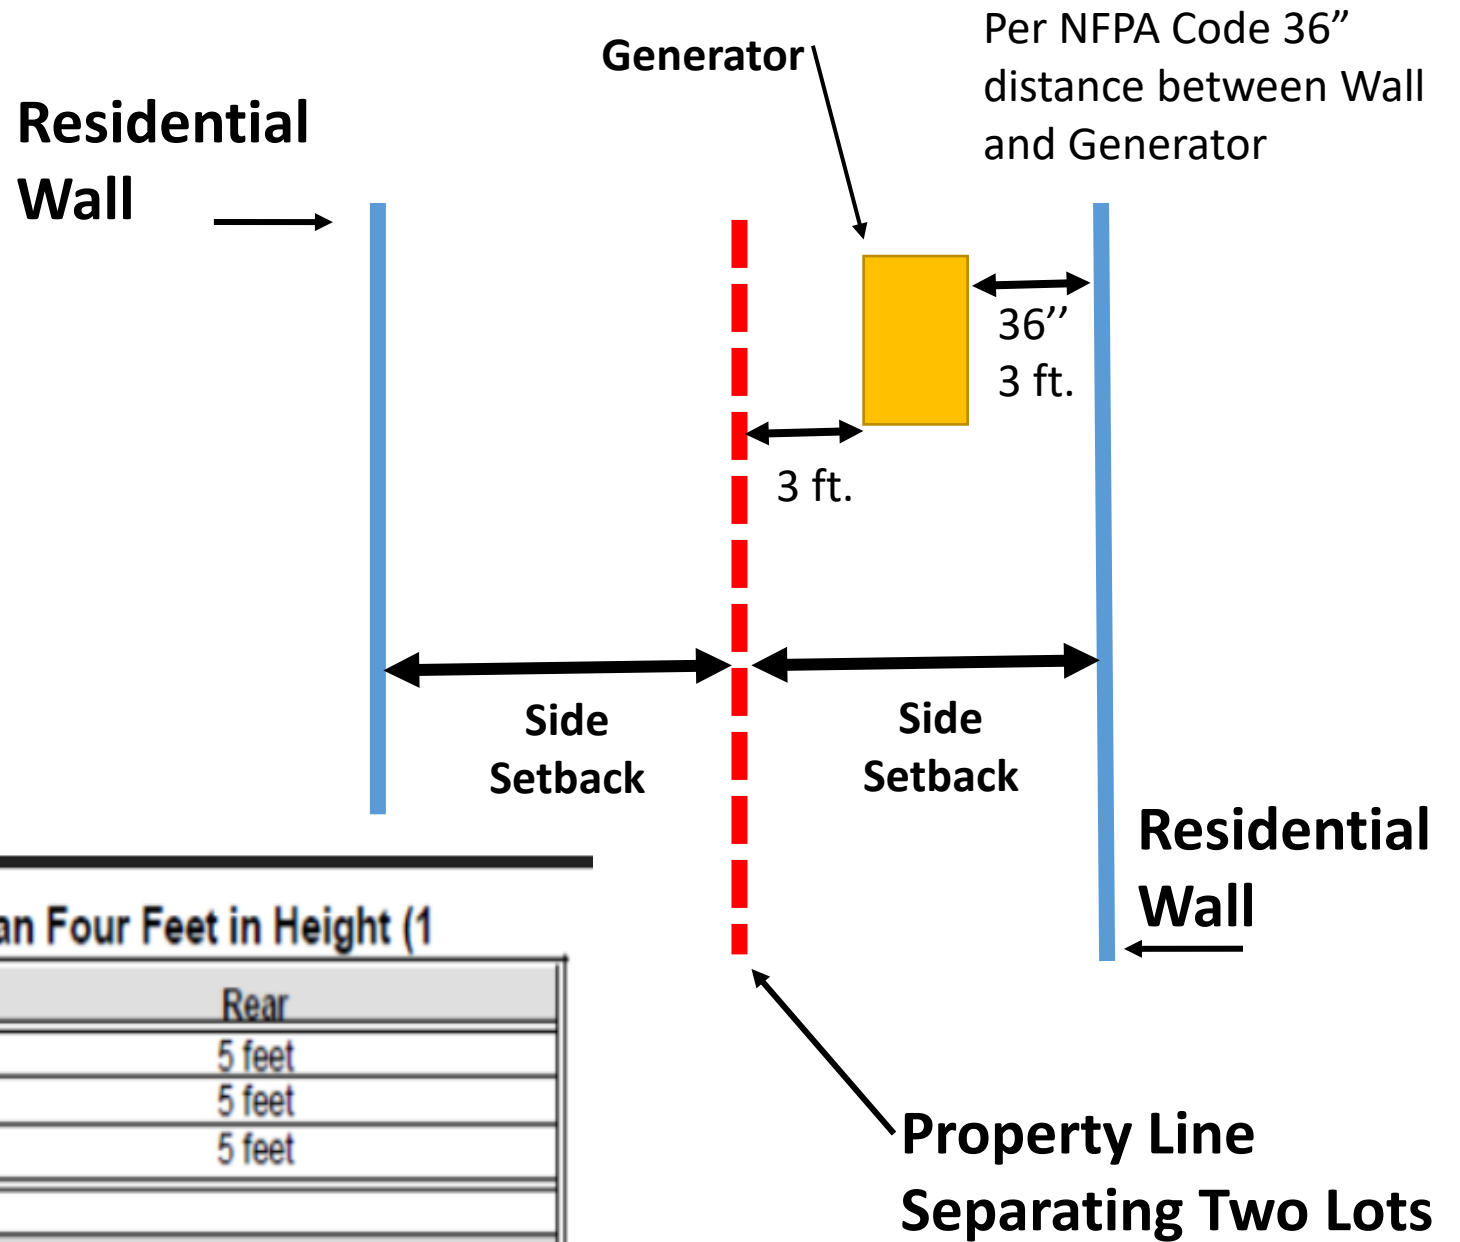 Generator
Per NFPA Code 36”
distance between Wall
and Generator
Residential
Wall
36’’
3 ft.
3 ft.
Side
Setback
Side
Setback
Residential
Wall
an Four Feet in Height (1
Rear
5 feet
5 feet
5 feet
Property Line
Separating Two Lots